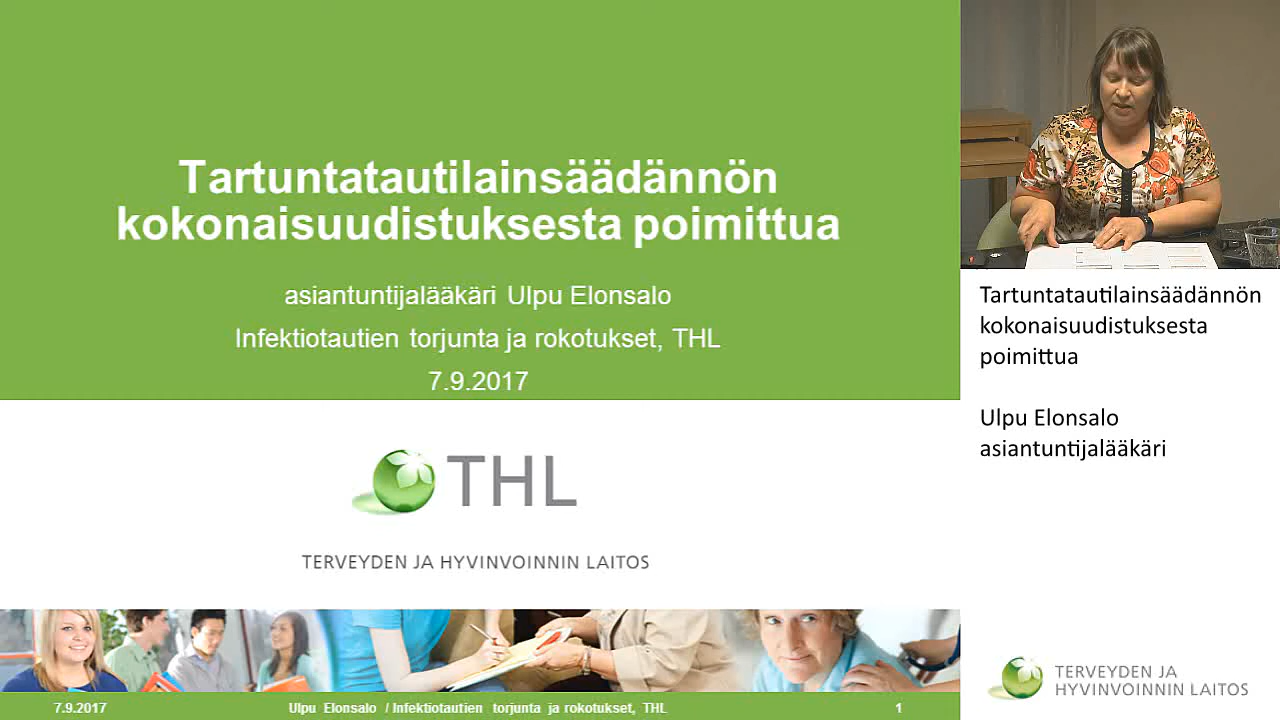 Tartuntatautilainsäädännön
kokonaisuudistuksesta poimittua
asiantuntijalääkäri Ulpu Elonsalo
Infektiotautien torjunta ja rokotukset, THL
7.9.2017
THL
TERVEYDEN JA HYVINVOINNIN LAITOS
7.9.2017
Ulpu Elonsalo / Infektiotautien torjunta ja rokotukset, THL
1
Tartuntatautilainsäädännön
kokonaisuudistuksesta
poimittua
Ulpu Elonsalo
asiantuntijalääkäri
TERVEYDEN JA
HYVINVOINNIN LAITOS